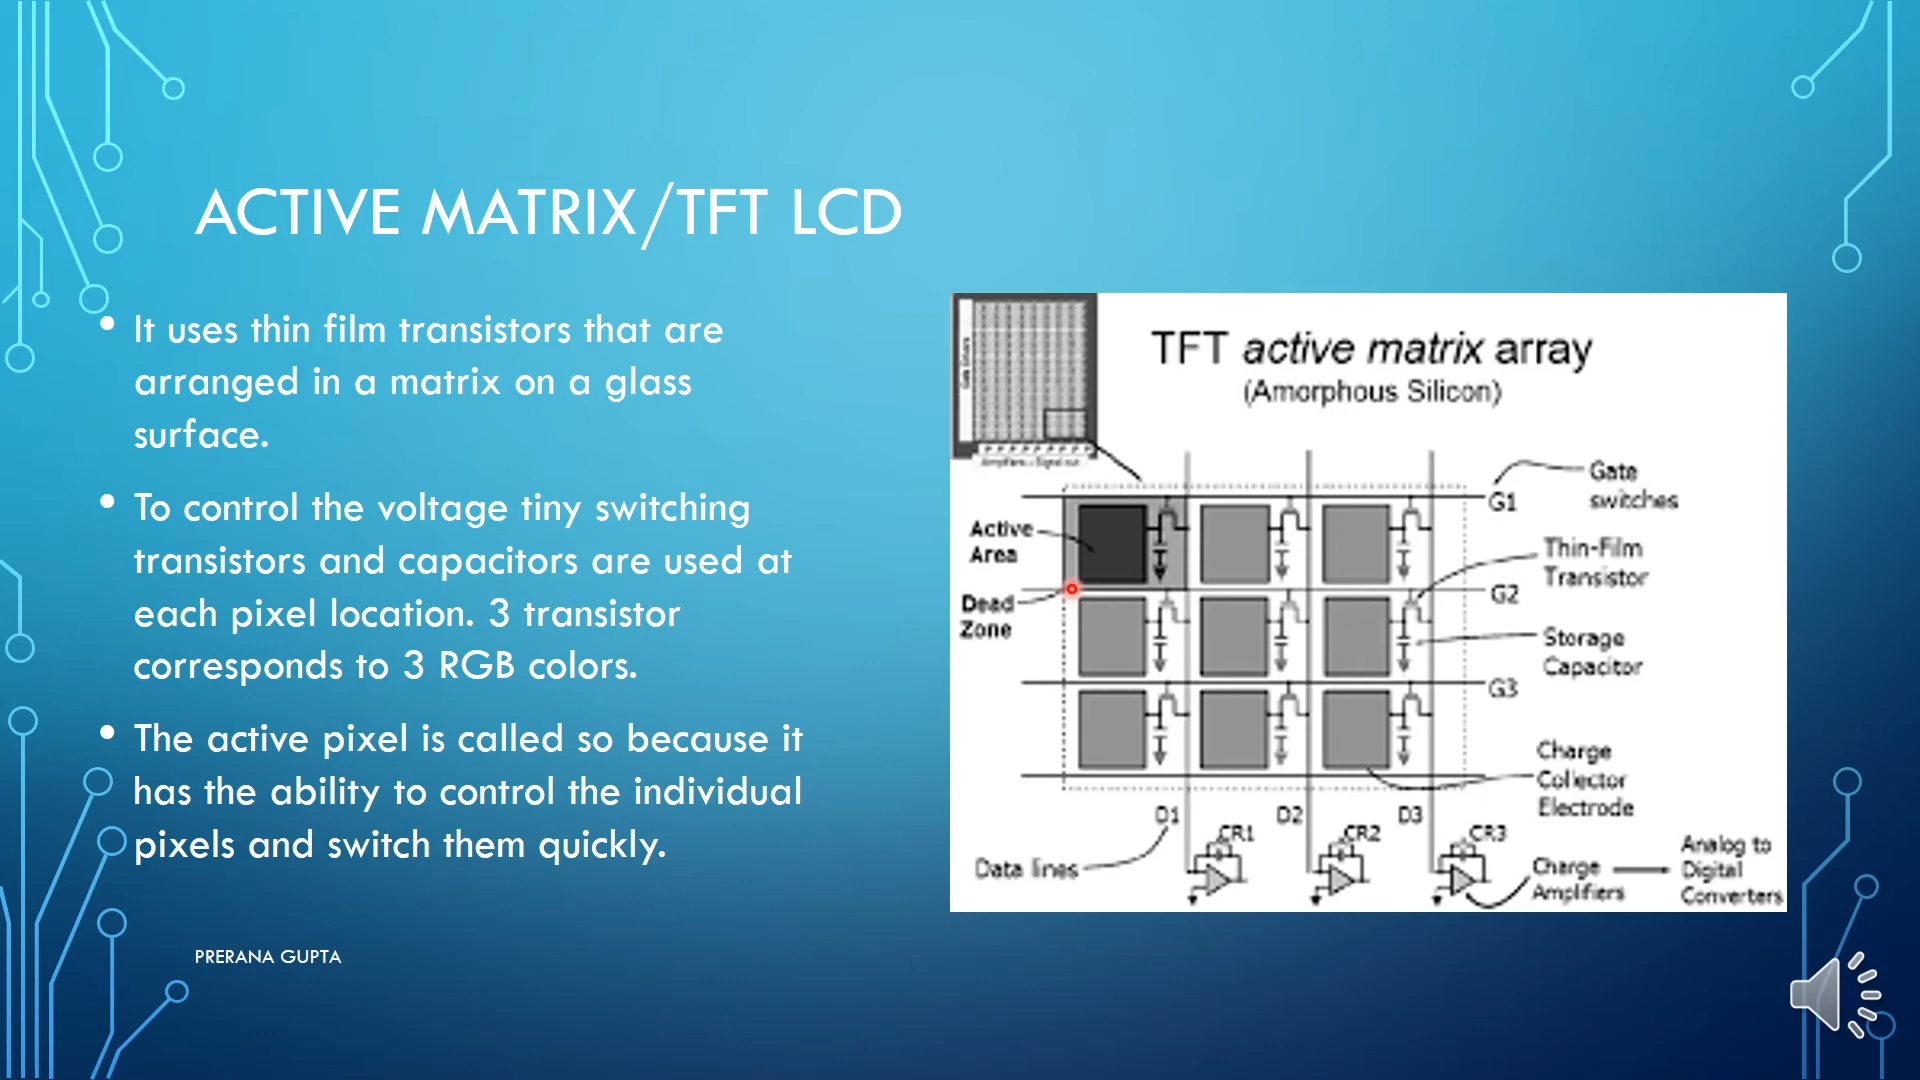 ACTIVE MATRIX/TFT LCD
• It uses thin film transistors that are
arranged in a matrix on a glass
surface.
• To control the voltage tiny switching
transistors and capacitors are used at
each pixel location. 3 transistor
corresponds to 3 RGB colors.
• The active pixel is called so because it
has the ability to control the individual
pixels and switch them quickly.
TFT active matrix array
(Amorphous Silicon)
Gate
switches
G1
Active
Area
Thin-Film
Transistor
G2
Dead
Zone
Storage
Capacitor
G3
Charge
Collector
Electrode
D1
D2
D3
CR1
CR2
CR3
Data lines
Charge
Amplifiers
Analog to
Digital
Converters
PRERANA GUPTA